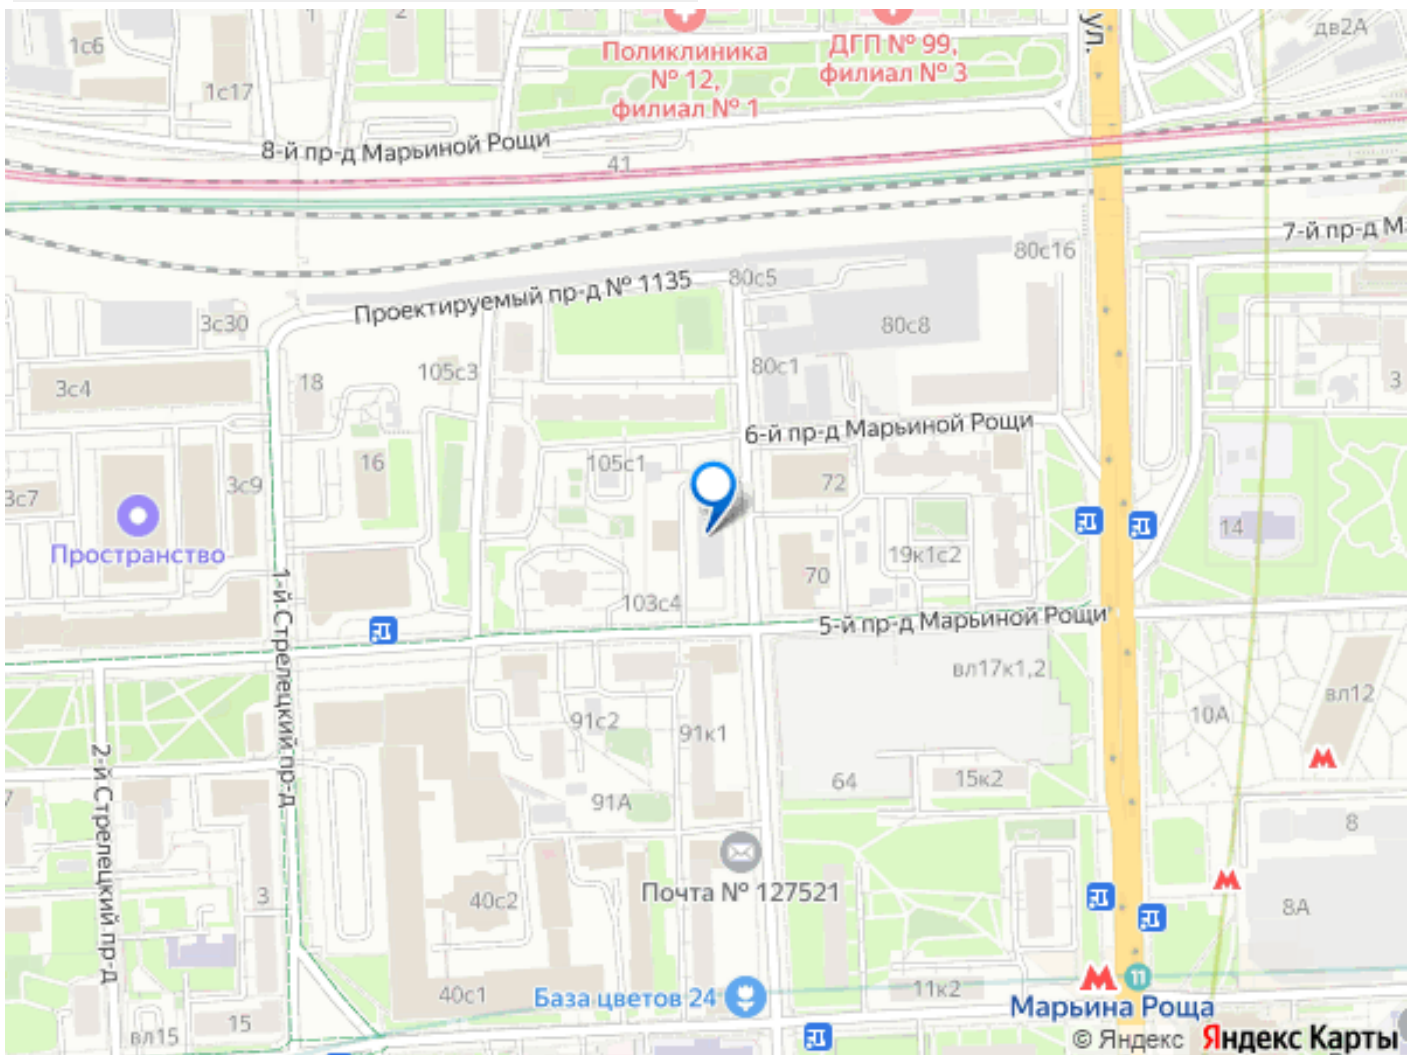 1
2
ул.
дв2А
1с6
Поликлиника
№ 12,
филиал № 1
ДГП № 99,
филиал № 3
1с17
8-й пр-д Марьиной Рощи
41
7-й пр-д М
80с16
80с5
Проектируемый пр-д № 1135
3с30
80с8
80с1
105с3
18
3с4
3
6-й пр-д Марьиной Рощи
16
105с1
72
3с9
3с7
14
Пространство
19к1с2
70
103с4
1-й Стрелецкий пр-д
5-й пр-д Марьиной Рощи
вл17к1,2
вл12
10А
91с2
91к1
2-й Стрелецкий пр-д
64
15к2
7
91А
8
Почта № 127521
3
40с2
8А
11
40с1
База цветов 24
11к2
Марьина Роща
15
вл15
© Яндекс Яндекс Карты